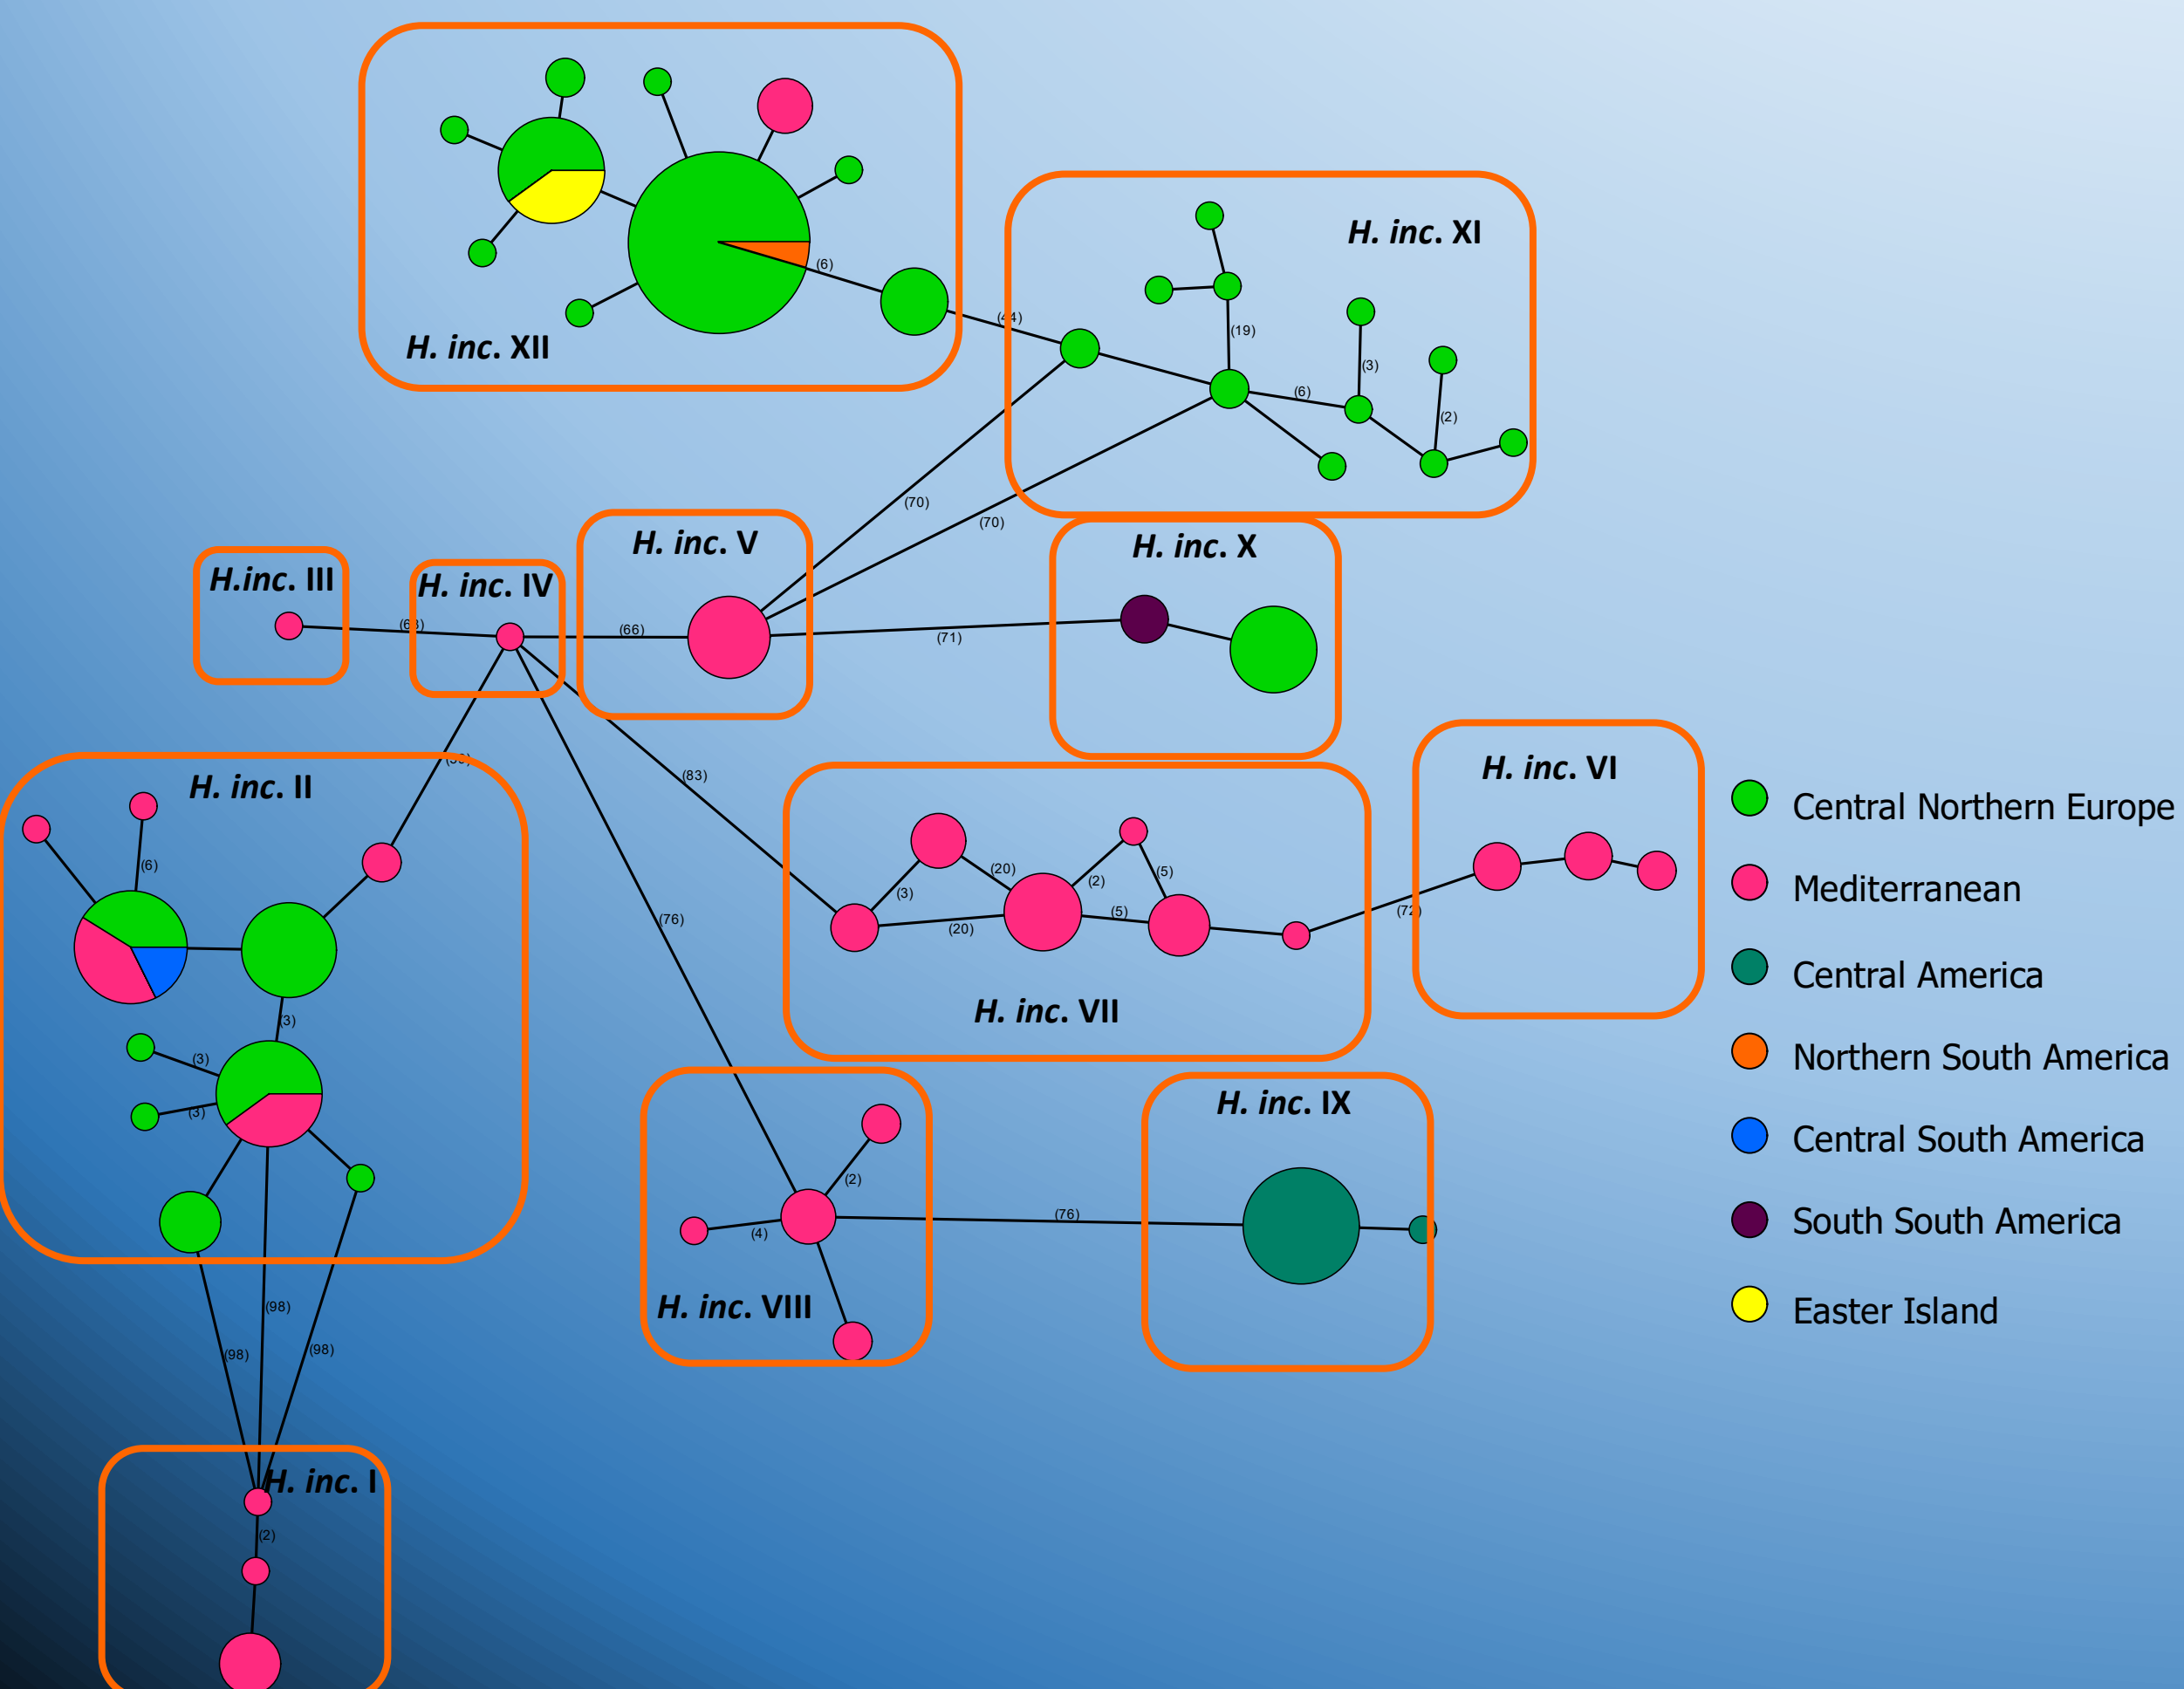 H. inc. XII
(6)
(44)
H. inc. XI
(19)
(3)
(6)
(2)
(70)
(70)
H.inc. III
(63)
H. inc. IV
(66)
H. inc. V
(71)
H. inc. X
H. inc. II
(6)
(3)
(3)
(3)
(83)
(76)
(3)
(20)
(20)
(2)
(5)
(5)
H. inc. VII
(72)
H. inc. VI
H. inc. VIII
(2)
(4)
(76)
H. inc. IX
(98)
(98)
(98)
H. inc. I
(2)
Central Northern Europe
Mediterranean
Central America
Northern South America
Central South America
South South America
Easter Island